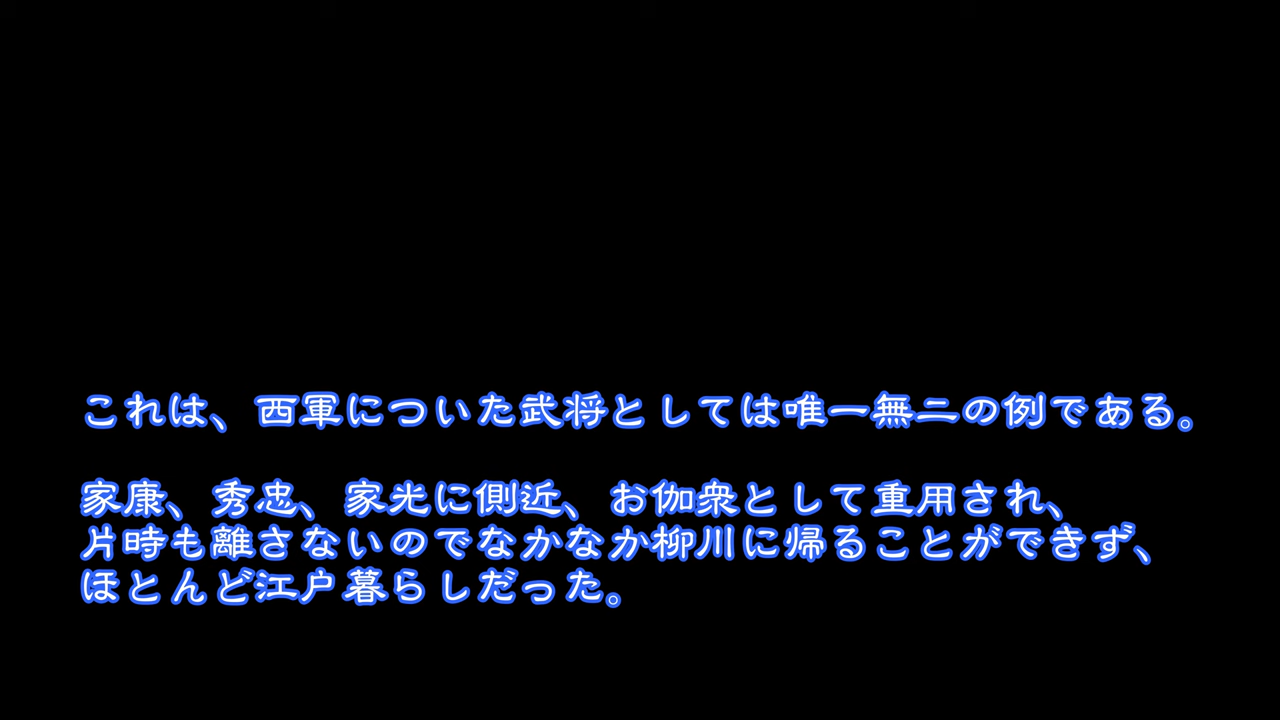 これは、西軍についた武将としては唯一無二の例である。
家康、秀忠、家光に側近、お伽衆として重用され、
片時も離さないのでなかなか柳川に帰ることができず、
ほとんど江戸暮らしだった。